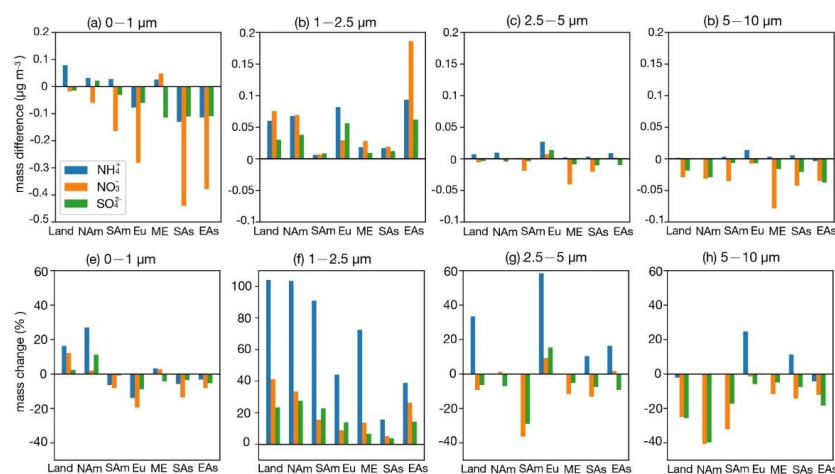 (a) 0−1 μm
(b) 1−2.5 μm
(c) 2.5−5 μm
(b) 5−10 μm
mass difference (μg m⁻³)
0.2
0.1
0
-0.1
-0.2
-0.3
-0.4
-0.5
NH₄⁺
NO₃⁻
SO₄²⁻
Land NAm SAm Eu ME SAs EAs
0.2
0.15
0.1
0.05
0
-0.05
-0.1
Land NAm SAm Eu ME SAs EAs
0.2
0.15
0.1
0.05
0
-0.05
-0.1
Land NAm SAm Eu ME SAs EAs
0.2
0.15
0.1
0.05
0
-0.05
-0.1
Land NAm SAm Eu ME SAs EAs
(e) 0−1 μm
(f) 1−2.5 μm
(g) 2.5−5 μm
(h) 5−10 μm
mass change (%)
60
40
20
0
-20
-40
Land NAm SAm Eu ME SAs EAs
100
80
60
40
20
0
Land NAm SAm Eu ME SAs EAs
60
40
20
0
-20
-40
Land NAm SAm Eu ME SAs EAs
60
40
20
0
-20
-40
Land NAm SAm Eu ME SAs EAs